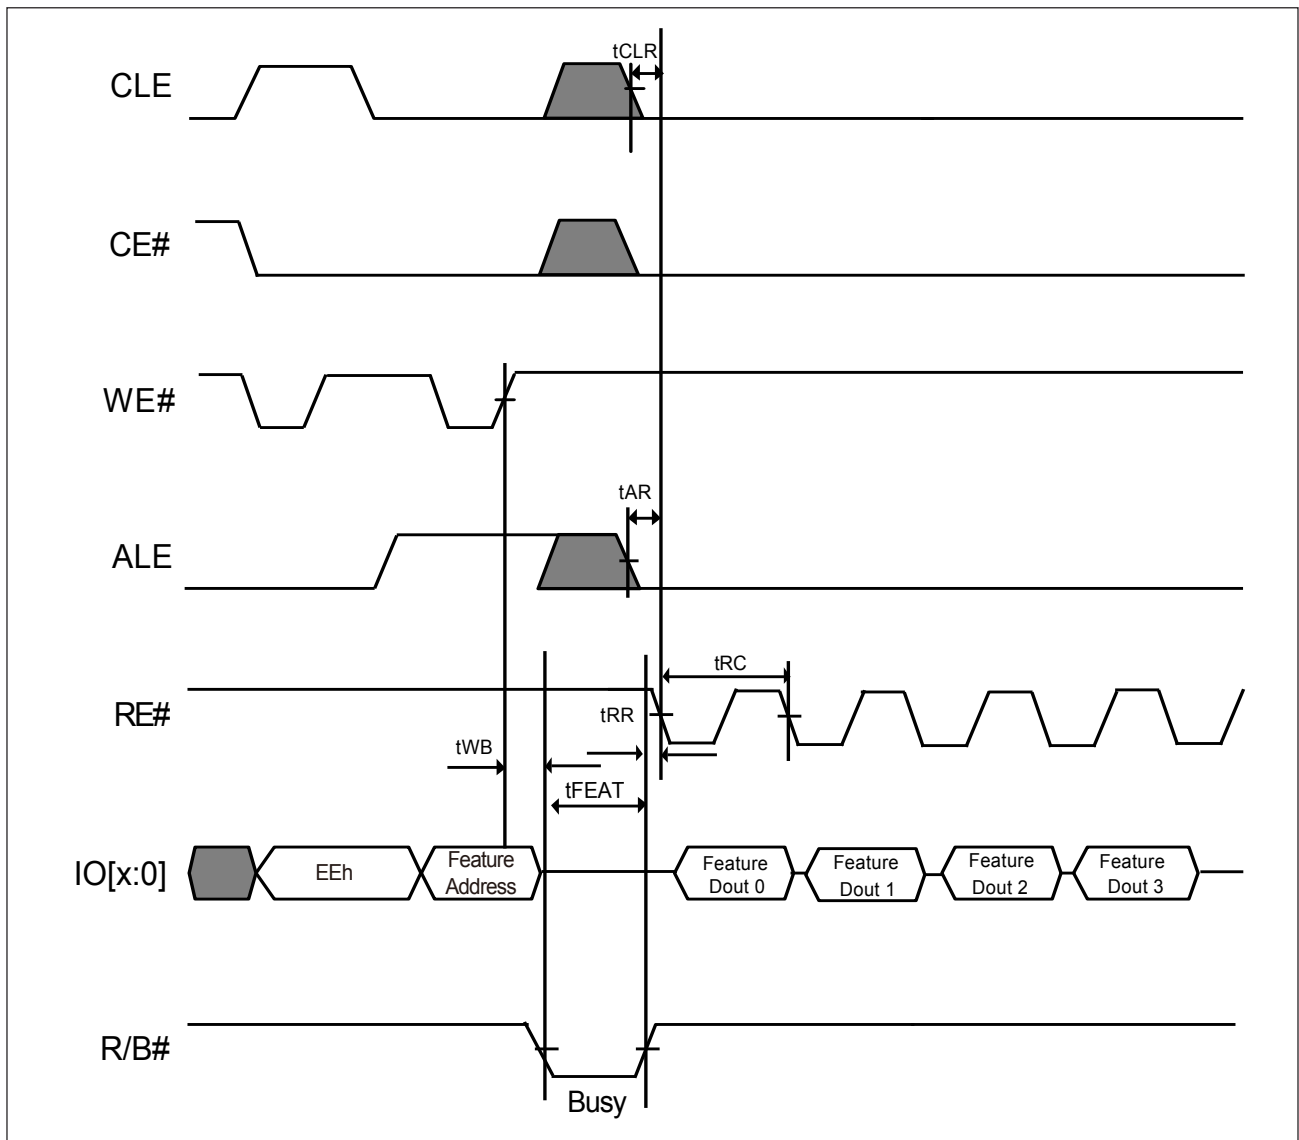 tCLR
CLE
CE#
WE#
tAR
ALE
tRC
RE#
tRR
tWB
tFEAT
IO[x:0]
EEh
Feature
Address
Feature
Dout 0
Feature
Dout 1
Feature
Dout 2
Feature
Dout 3
R/B#
Busy